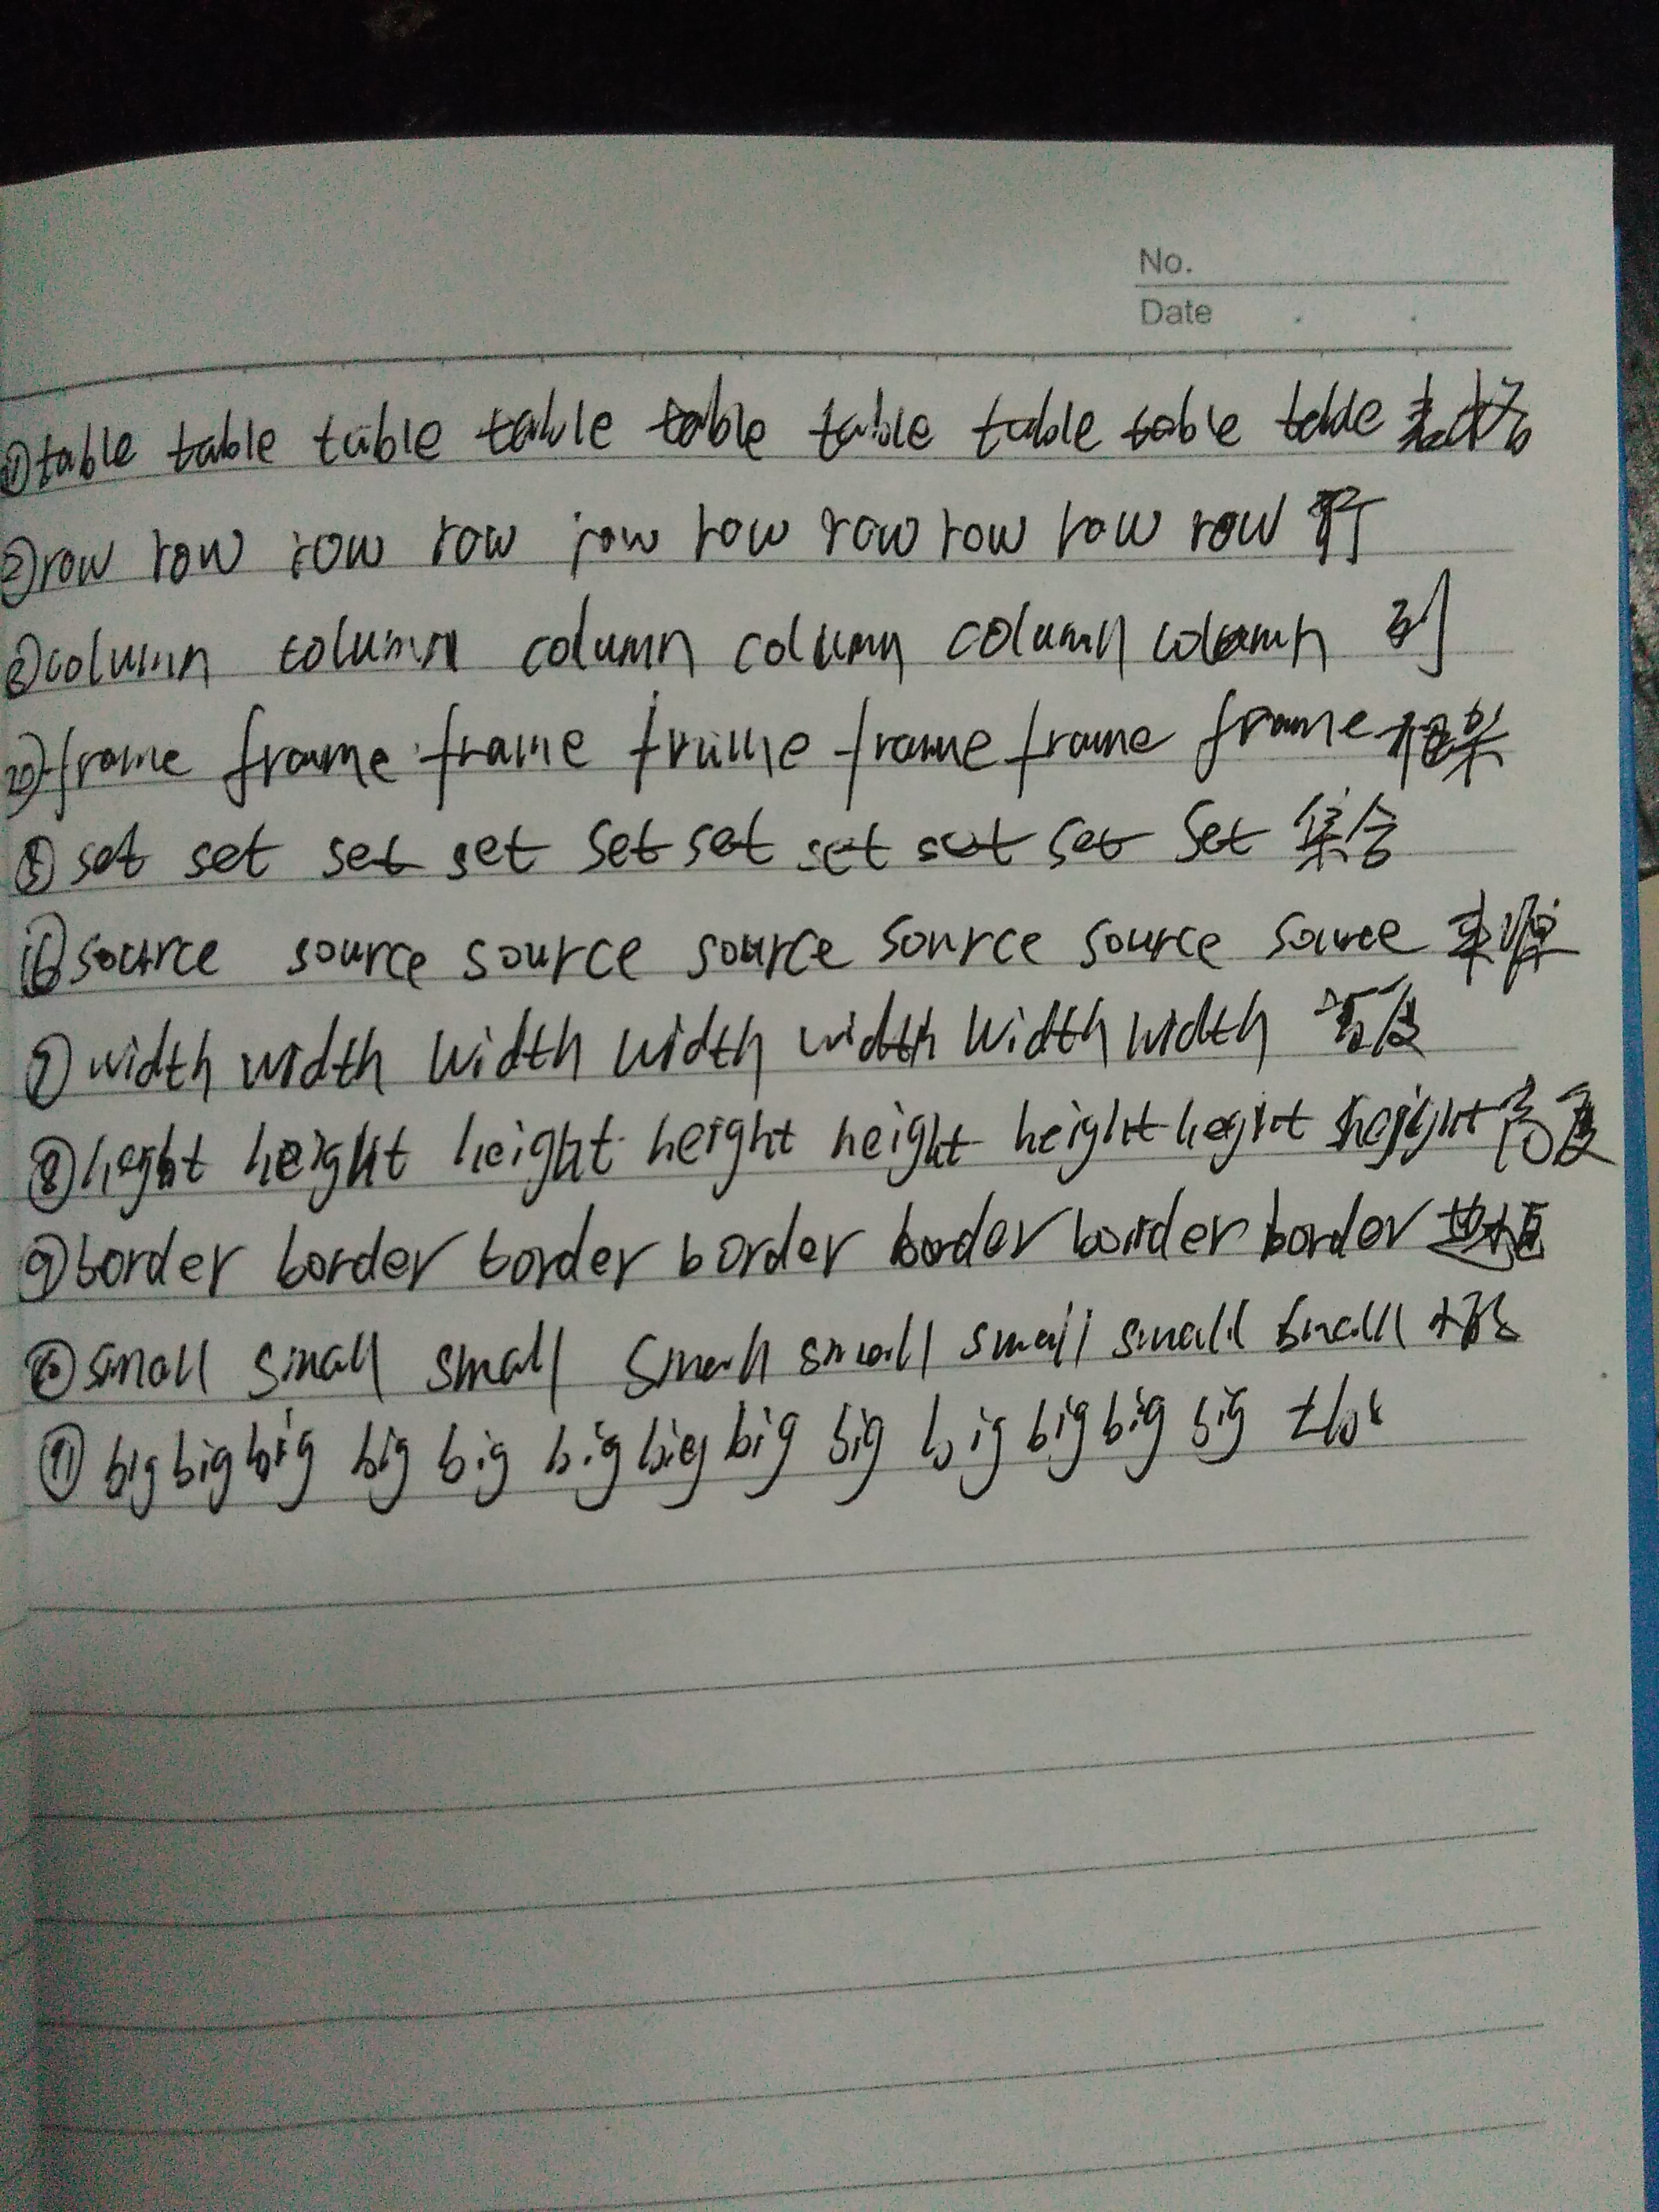 No.
Date
①table table table table table table table table table 表格
②row row row row row row row row row row 行
③column column column column column column 列
④frame frame frame frame frame frame frame 框架
⑤set set set set set set set set set set 集合
⑥source source source source source source source 来源
⑦width width width width width width width 宽度
⑧height height height height height height height height 高度
⑨border border border border border border border 边框
⑩small small small small small small small small
⑪big big big big big big big big big big big big big